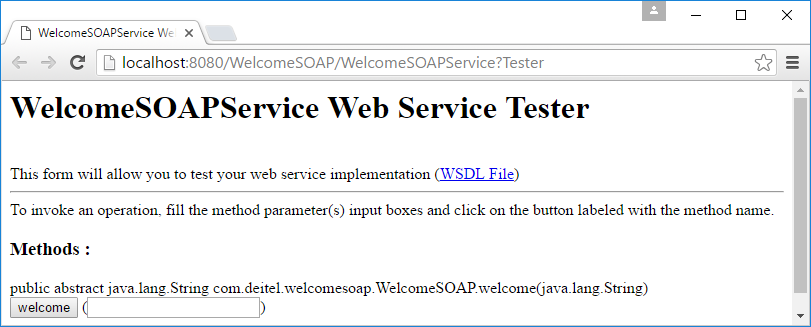 WelcomeSOAPService We
localhost:8080/WelcomeSOAP/WelcomeSOAPService?Tester
WelcomeSOAPService Web Service Tester
This form will allow you to test your web service implementation (WSDL File)
To invoke an operation, fill the method parameter(s) input boxes and click on the button labeled with the method name.
Methods :
public abstract java.lang.String com.deitel.welcomesoap.WelcomeSOAP.welcome(java.lang.String)
welcome ( )